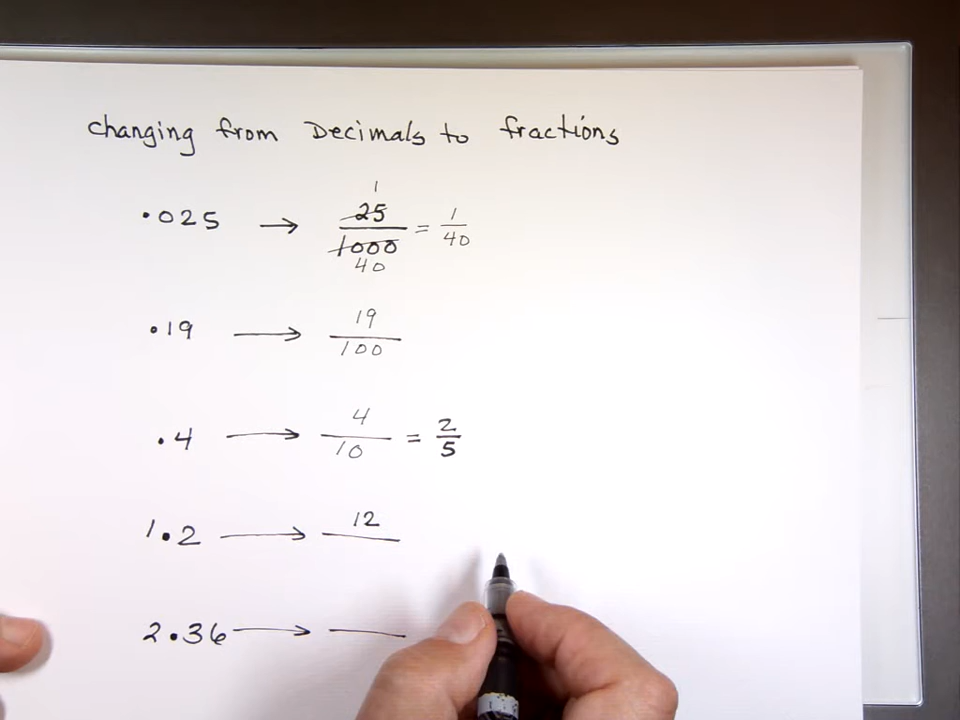 changing from Decimals to fractions
.025 → 1 25/1000 40 = 1/40
.19 → 19/100
.4 → 4/10 = 2/5
1.2 → 12/
2.36 →